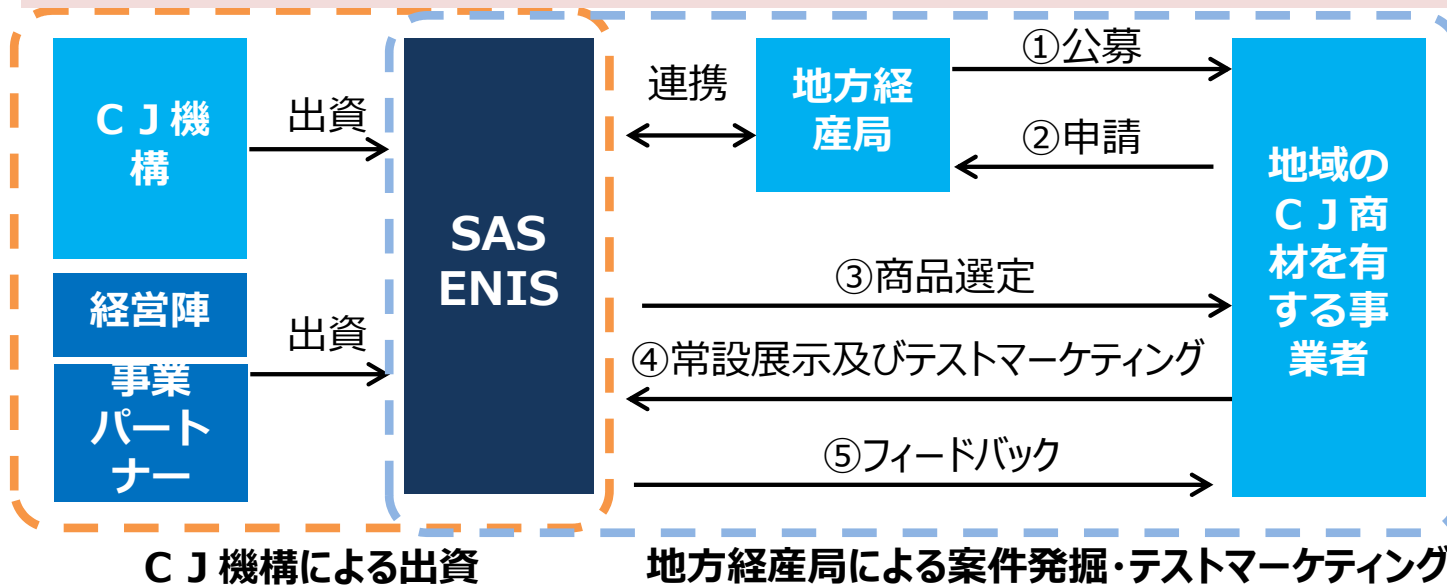 ＣＪ機
構
出資
経営陣
事業
パート
ナー
出資
SAS
ENIS
連携
地方経
産局
①公募
②申請
③商品選定
④常設展示及びテストマーケティング
⑤フィードバック
地域の
ＣＪ商
材を有
する事
業者
ＣＪ機構による出資
地方経産局による案件発掘・テストマーケティング